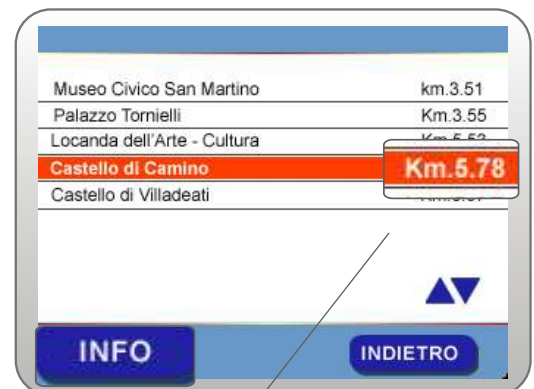 Museo Civico San Martino km.3.51
Palazzo Tornielli Km.3.55
Locanda dell'Arte - Cultura
Castello di Camino Km.5.78
Castello di Villadeati
INFO INDIETRO